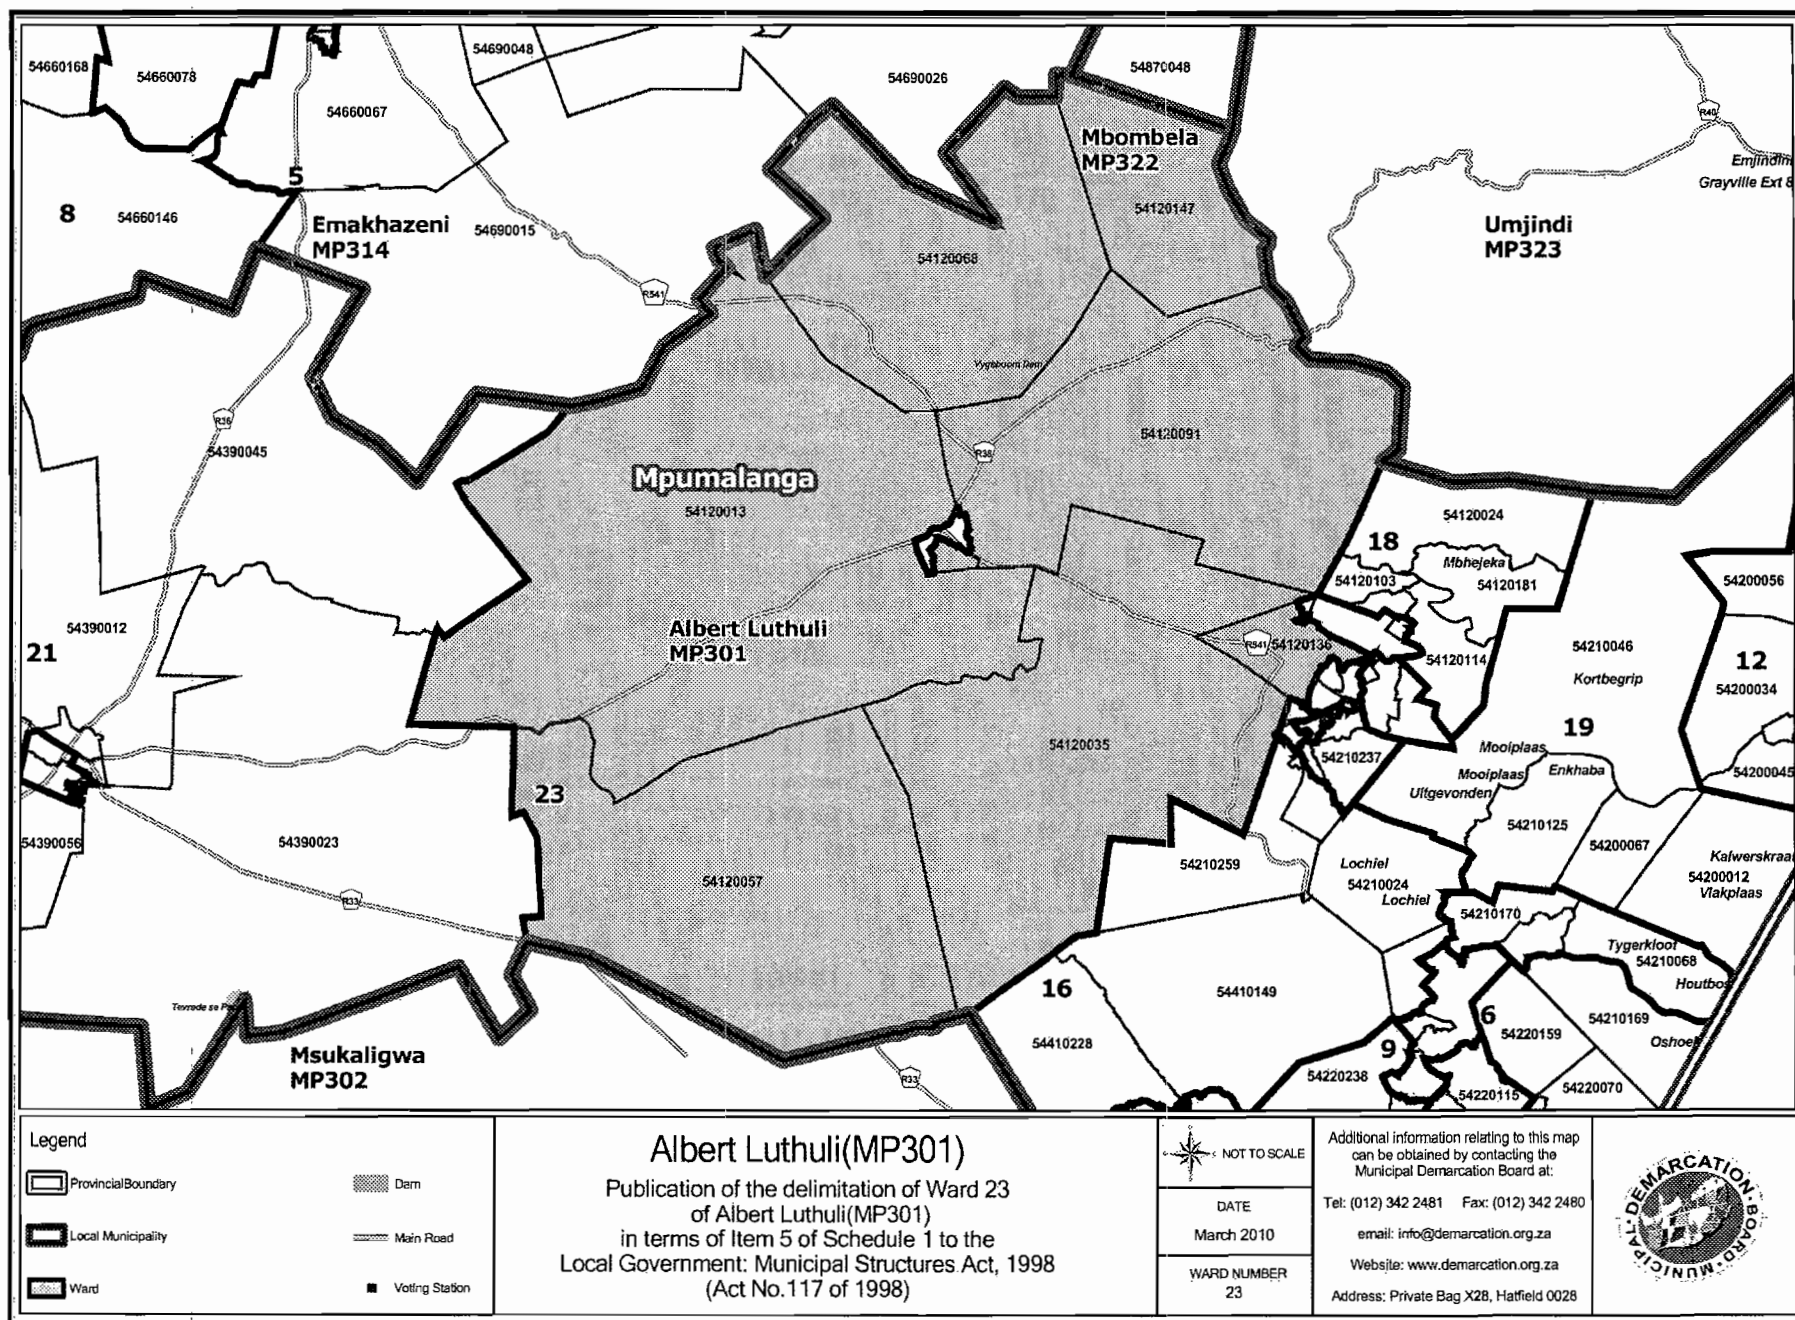 54660168
54660078
54690048
54690026
54870048
54660067
R40
Mbombela
MP322
Emjindini
Grayville Ext 8
5
8
54660146
Emakhazeni
MP314
54690015
54120147
Umjindi
MP323
54120068
R541
Vygeboom Dam
R36
54390045
54120091
R38
Mpumalanga
54120013
54120024
18
Mbhejeka
54120103
54120181
54200056
54390012
21
Albert Luthuli
MP301
R541
54120136
54120114
54210046
Kortbegrip
12
54200034
19
54120035
54210237
Mooiplaas
Mooiplaas
Enkhaba
Uitgevonden
54200045
23
54390056
54390023
54210125
54200067
54210259
Lochiel
54210024
Lochiel
Kalwerskraal
54200012
Vlakplaas
54120057
R33
54210170
Tygerkloof
54210068
Houtbos
16
54410149
6
54220159
54210169
Oshoek
Msukaligwa
MP302
54410228
9
54220238
54220115
54220070
R33
Legend
Provincial Boundary
Dam
Local Municipality
Main Road
Ward
Voting Station
Albert Luthuli(MP301)
Publication of the delimitation of Ward 23
of Albert Luthuli(MP301)
in terms of Item 5 of Schedule 1 to the
Local Government: Municipal Structures Act, 1998
(Act No.117 of 1998)
NOT TO SCALE
DATE
March 2010
WARD NUMBER
23
Additional information relating to this map
can be obtained by contacting the
Municipal Demarcation Board at:
Tel: (012) 342 2481 Fax: (012) 342 2480
email: info@demarcation.org.za
Website: www.demarcation.org.za
Address: Private Bag X28, Hatfield 0028
MUNICIPAL DEMARCATION BOARD